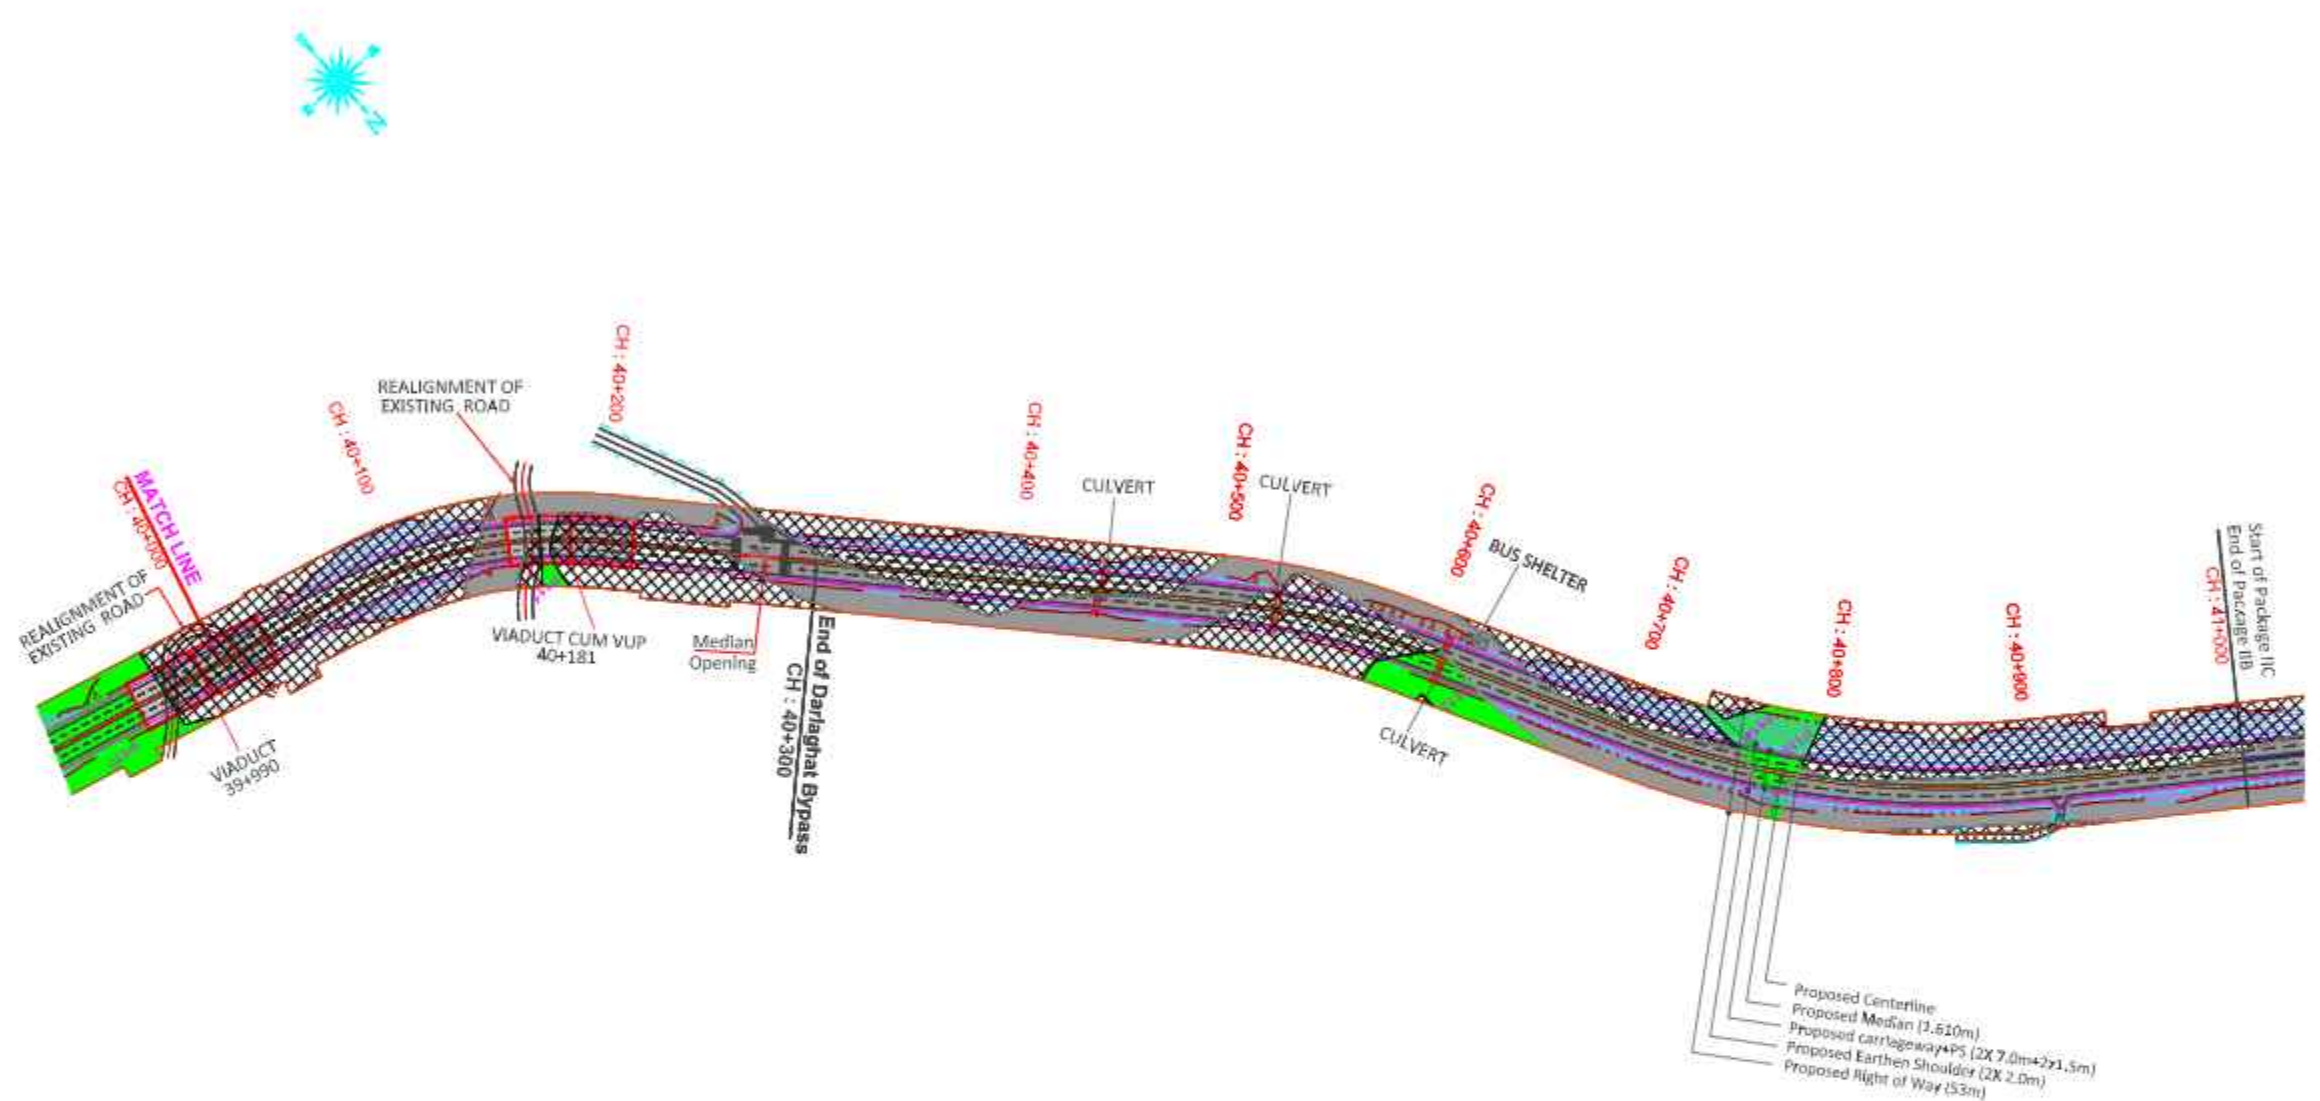 N
CH : 40+200
REALIGNMENT OF
EXISTING ROAD
CH : 40+100
CH : 40+400
CH : 40+500
CULVERT
CULVERT
CH : 40+600
BUS SHELTER
MATCH LINE
CH : 40+000
REALIGNMENT OF
EXISTING ROAD
VIADUCT
39+990
VIADUCT CUM VUP
40+181
Median
Opening
End of Darlaghat Bypass
CH : 40+300
CULVERT
CH : 40+700
CH : 40+800
CH : 40+900
Start of Package IIC
End of Package IIB
CH : 41+000
Proposed Centerline
Proposed Median (1.610m)
Proposed carriageway+PS (2X 7.0m+2x1.5m)
Proposed Earthen Shoulder (2X 2.0m)
Proposed Right of Way (53m)